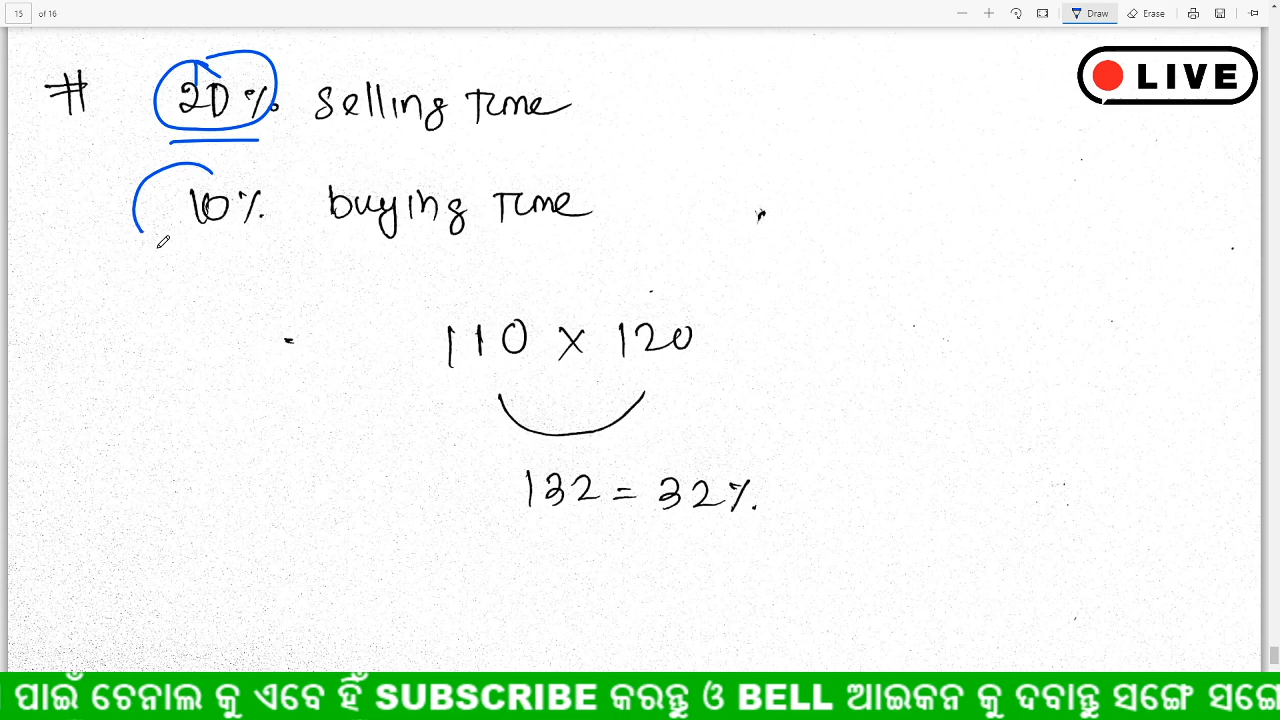 15 of 16
Draw
Erase
LIVE
# 20% selling Time
10% buying Time
110 × 120
132 = 32%.
ପାଇଁ ଚେନାଲ କୁ ଏବେ ହିଁ SUBSCRIBE କରନ୍ତୁ ଓ BELL ଆଇକନ କୁ ଦବାନ୍ତୁ ସଙ୍ଗେ ସଙ୍ଗେ